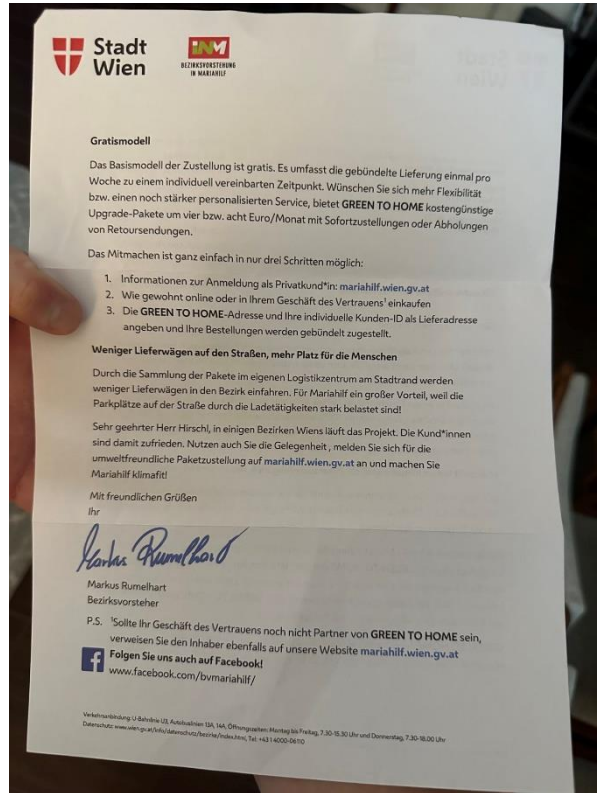 Stadt
Wien
INM
BEZIRKSVORSTEHUNG
IN MARIAHILF
Gratismodell
Das Basismodell der Zustellung ist gratis. Es umfasst die gebündelte Lieferung einmal pro
Woche zu einem individuell vereinbarten Zeitpunkt. Wünschen Sie sich mehr Flexibilität
bzw. einen noch stärker personalisierten Service, bietet GREEN TO HOME kostengünstige
Upgrade-Pakete um vier bzw. acht Euro/Monat mit Sofortzustellungen oder Abholungen
von Retoursendungen.
Das Mitmachen ist ganz einfach in nur drei Schritten möglich:
1. Informationen zur Anmeldung als Privatkund*in: mariahilf.wien.gv.at
2. Wie gewohnt online oder in Ihrem Geschäft des Vertrauens¹ einkaufen
3. Die GREEN TO HOME-Adresse und Ihre individuelle Kunden-ID als Lieferadresse
angeben und Ihre Bestellungen werden gebündelt zugestellt.
Weniger Lieferwägen auf den Straßen, mehr Platz für die Menschen
Durch die Sammlung der Pakete im eigenen Logistikzentrum am Stadtrand werden
weniger Lieferwägen in den Bezirk einfahren. Für Mariahilf ein großer Vorteil, weil die
Parkplätze auf der Straße durch die Ladetätigkeiten stark belastet sind!
Sehr geehrter Herr Hirschl, in einigen Bezirken Wiens läuft das Projekt. Die Kund*innen
sind damit zufrieden. Nutzen auch Sie die Gelegenheit , melden Sie sich für die
umweltfreundliche Paketzustellung auf mariahilf.wien.gv.at an und machen Sie
Mariahilf klimafit!
Mit freundlichen Grüßen
Ihr
Markus Rumelhart
Markus Rumelhart
Bezirksvorsteher
P.S. ¹Sollte Ihr Geschäft des Vertrauens noch nicht Partner von GREEN TO HOME sein,
verweisen Sie den Inhaber ebenfalls auf unsere Website mariahilf.wien.gv.at
f Folgen Sie uns auch auf Facebook!
www.facebook.com/bvmariahilf/
Verkehrsanbindung: U-Bahnlinie U3, Autobuslinien 13A, 14A, Öffnungszeiten: Montag bis Freitag, 7.30-15.30 Uhr und Donnerstag, 7.30-18.00 Uhr
Datenschutz: www.wien.gv.at/info/datenschutz/bezirke/index.html, Tel. +43 1 4000-06110